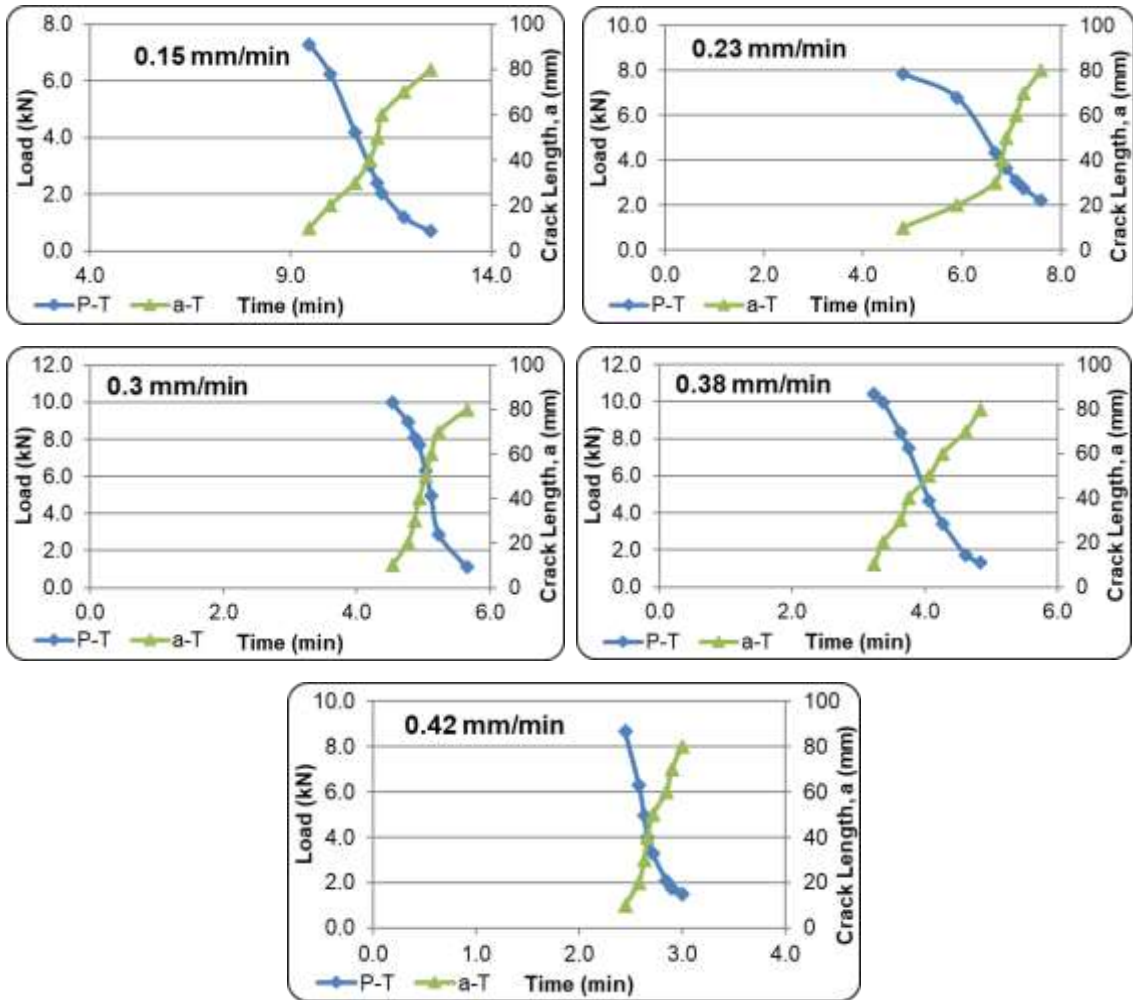 0.15 mm/min
Load (kN)
8.0
6.0
4.0
2.0
0.0
100
80
60
40
20
0
Crack Length, a (mm)
4.0 9.0 14.0
P-T a-T Time (min)
0.23 mm/min
Load (kN)
10.0
8.0
6.0
4.0
2.0
0.0
100
80
60
40
20
0
Crack Length, a (mm)
0.0 2.0 4.0 6.0 8.0
P-T a-T Time (min)
0.3 mm/min
Load (kN)
12.0
10.0
8.0
6.0
4.0
2.0
0.0
100
80
60
40
20
0
Crack Length, a (mm)
0.0 2.0 4.0 6.0
P-T a-T Time (min)
0.38 mm/min
Load (kN)
12.0
10.0
8.0
6.0
4.0
2.0
0.0
100
80
60
40
20
0
Crack Length, a (mm)
0.0 2.0 4.0 6.0
P-T a-T Time (min)
0.42 mm/min
Load (kN)
10.0
8.0
6.0
4.0
2.0
0.0
100
80
60
40
20
0
Crack Length, a (mm)
0.0 1.0 2.0 3.0 4.0
P-T a-T Time (min)